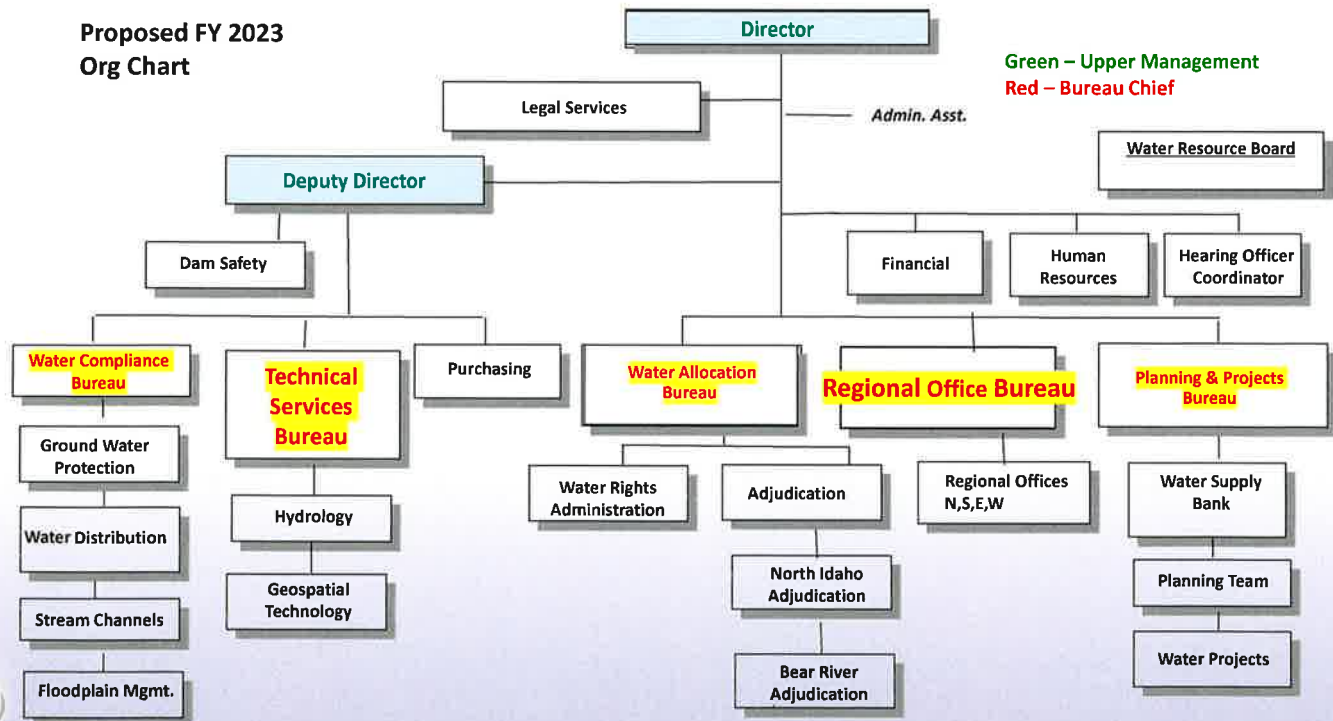 Proposed FY 2023
Org Chart
Director
Green – Upper Management
Red – Bureau Chief
Legal Services
Admin. Asst.
Water Resource Board
Deputy Director
Dam Safety
Financial
Human
Resources
Hearing Officer
Coordinator
Water Compliance
Bureau
Technical
Services
Bureau
Purchasing
Water Allocation
Bureau
Regional Office Bureau
Planning & Projects
Bureau
Ground Water
Protection
Water Distribution
Stream Channels
Floodplain Mgmt.
Hydrology
Geospatial
Technology
Water Rights
Administration
Adjudication
North Idaho
Adjudication
Bear River
Adjudication
Regional Offices
N,S,E,W
Water Supply
Bank
Planning Team
Water Projects